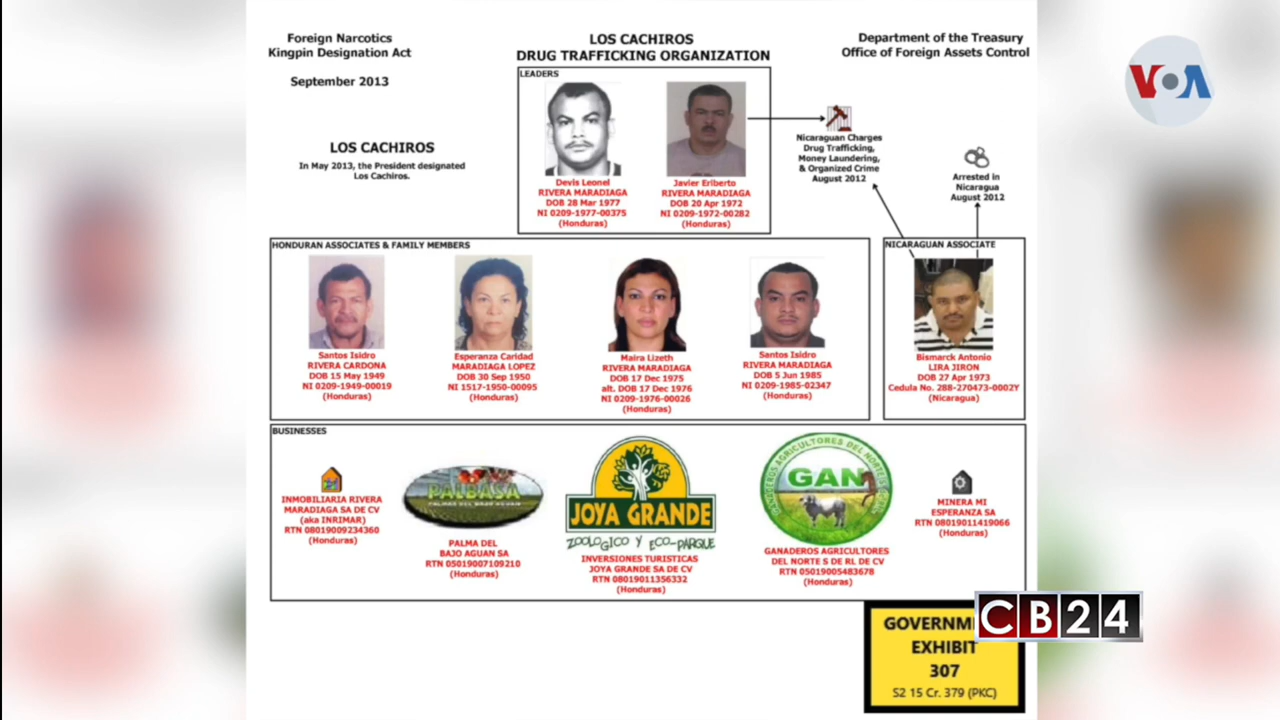 Foreign Narcotics
Kingpin Designation Act
September 2013
LOS CACHIROS
DRUG TRAFFICKING ORGANIZATION
Department of the Treasury
Office of Foreign Assets Control
VOA
LOS CACHIROS
In May 2013, the President designated
Los Cachiros.
LEADERS
Devis Leonel
RIVERA MARADIAGA
DOB 28 Mar 1977
NI 0209-1977-00375
(Honduras)
Javier Eriberto
RIVERA MARADIAGA
DOB 20 Apr 1972
NI 0209-1972-00282
(Honduras)
Nicaraguan Charges
Drug Trafficking,
Money Laundering,
& Organized Crime
August 2012
Arrested in
Nicaragua
August 2012
HONDURAN ASSOCIATES & FAMILY MEMBERS
Santos Isidro
RIVERA CARDONA
DOB 15 May 1949
NI 0209-1949-00019
(Honduras)
Esperanza Caridad
MARADIAGA LOPEZ
DOB 30 Sep 1950
NI 1517-1950-00095
(Honduras)
Maira Lizeth
RIVERA MARADIAGA
DOB 17 Dec 1975
alt. DOB 17 Dec 1976
NI 0209-1976-00026
(Honduras)
Santos Isidro
RIVERA MARADIAGA
DOB 5 Jun 1985
NI 0209-1985-02347
(Honduras)
NICARAGUAN ASSOCIATE
Bismarck Antonio
LIRA JIRON
DOB 27 Apr 1973
Cedula No. 288-270473-0002Y
(Nicaragua)
BUSINESSES
INMOBILIARIA RIVERA
MARADIAGA SA DE CV
(aka INRIMAR)
RTN 08019009234360
(Honduras)
PALBASA
PALMAS DEL BAJO AGUAN
PALMA DEL
BAJO AGUAN SA
RTN 05019007109210
(Honduras)
JOYA GRANDE
ZOOLOGICO Y ECO-PARQUE
INVERSIONES TURISTICAS
JOYA GRANDE SA DE CV
RTN 08019011356332
(Honduras)
GANADEROS AGRICULTORES DEL NORTE
GAN
GANADEROS AGRICULTORES
DEL NORTE S DE RL DE CV
RTN 05019005483678
(Honduras)
MINERA MI
ESPERANZA SA
RTN 08019011419066
(Honduras)
GOVERNM
EXHIBIT
307
S2 15 Cr. 379 (PKC)
CB24